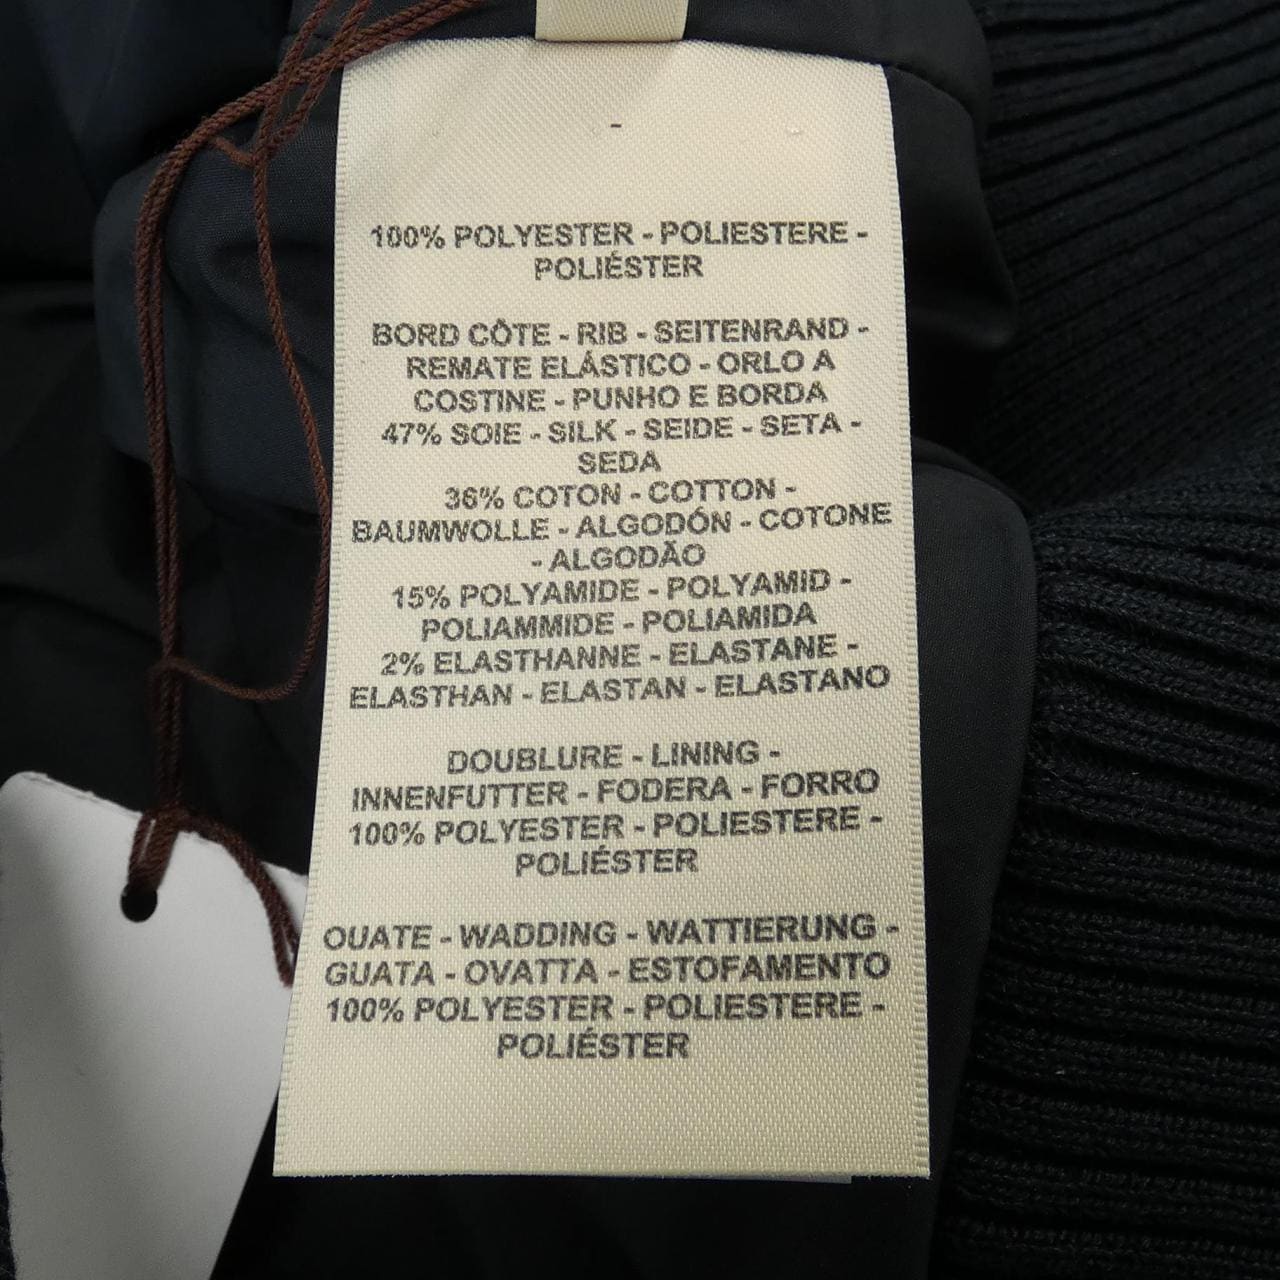 -
100% POLYESTER - POLIESTERE -
POLIÉSTER
BORD CÔTE - RIB - SEITENRAND -
REMATE ELÁSTICO - ORLO A
COSTINE - PUNHO E BORDA
47% SOIE - SILK - SEIDE - SETA -
SEDA
36% COTON - COTTON -
BAUMWOLLE - ALGODÓN - COTONE
- ALGODÃO
15% POLYAMIDE - POLYAMID -
POLIAMMIDE - POLIAMIDA
2% ELASTHANNE - ELASTANE -
ELASTHAN - ELASTAN - ELASTANO
DOUBLURE - LINING -
INNENFUTTER - FODERA - FORRO
100% POLYESTER - POLIESTERE -
POLIÉSTER
OUATE - WADDING - WATTIERUNG -
GUATA - OVATTA - ESTOFAMENTO
100% POLYESTER - POLIESTERE -
POLIÉSTER